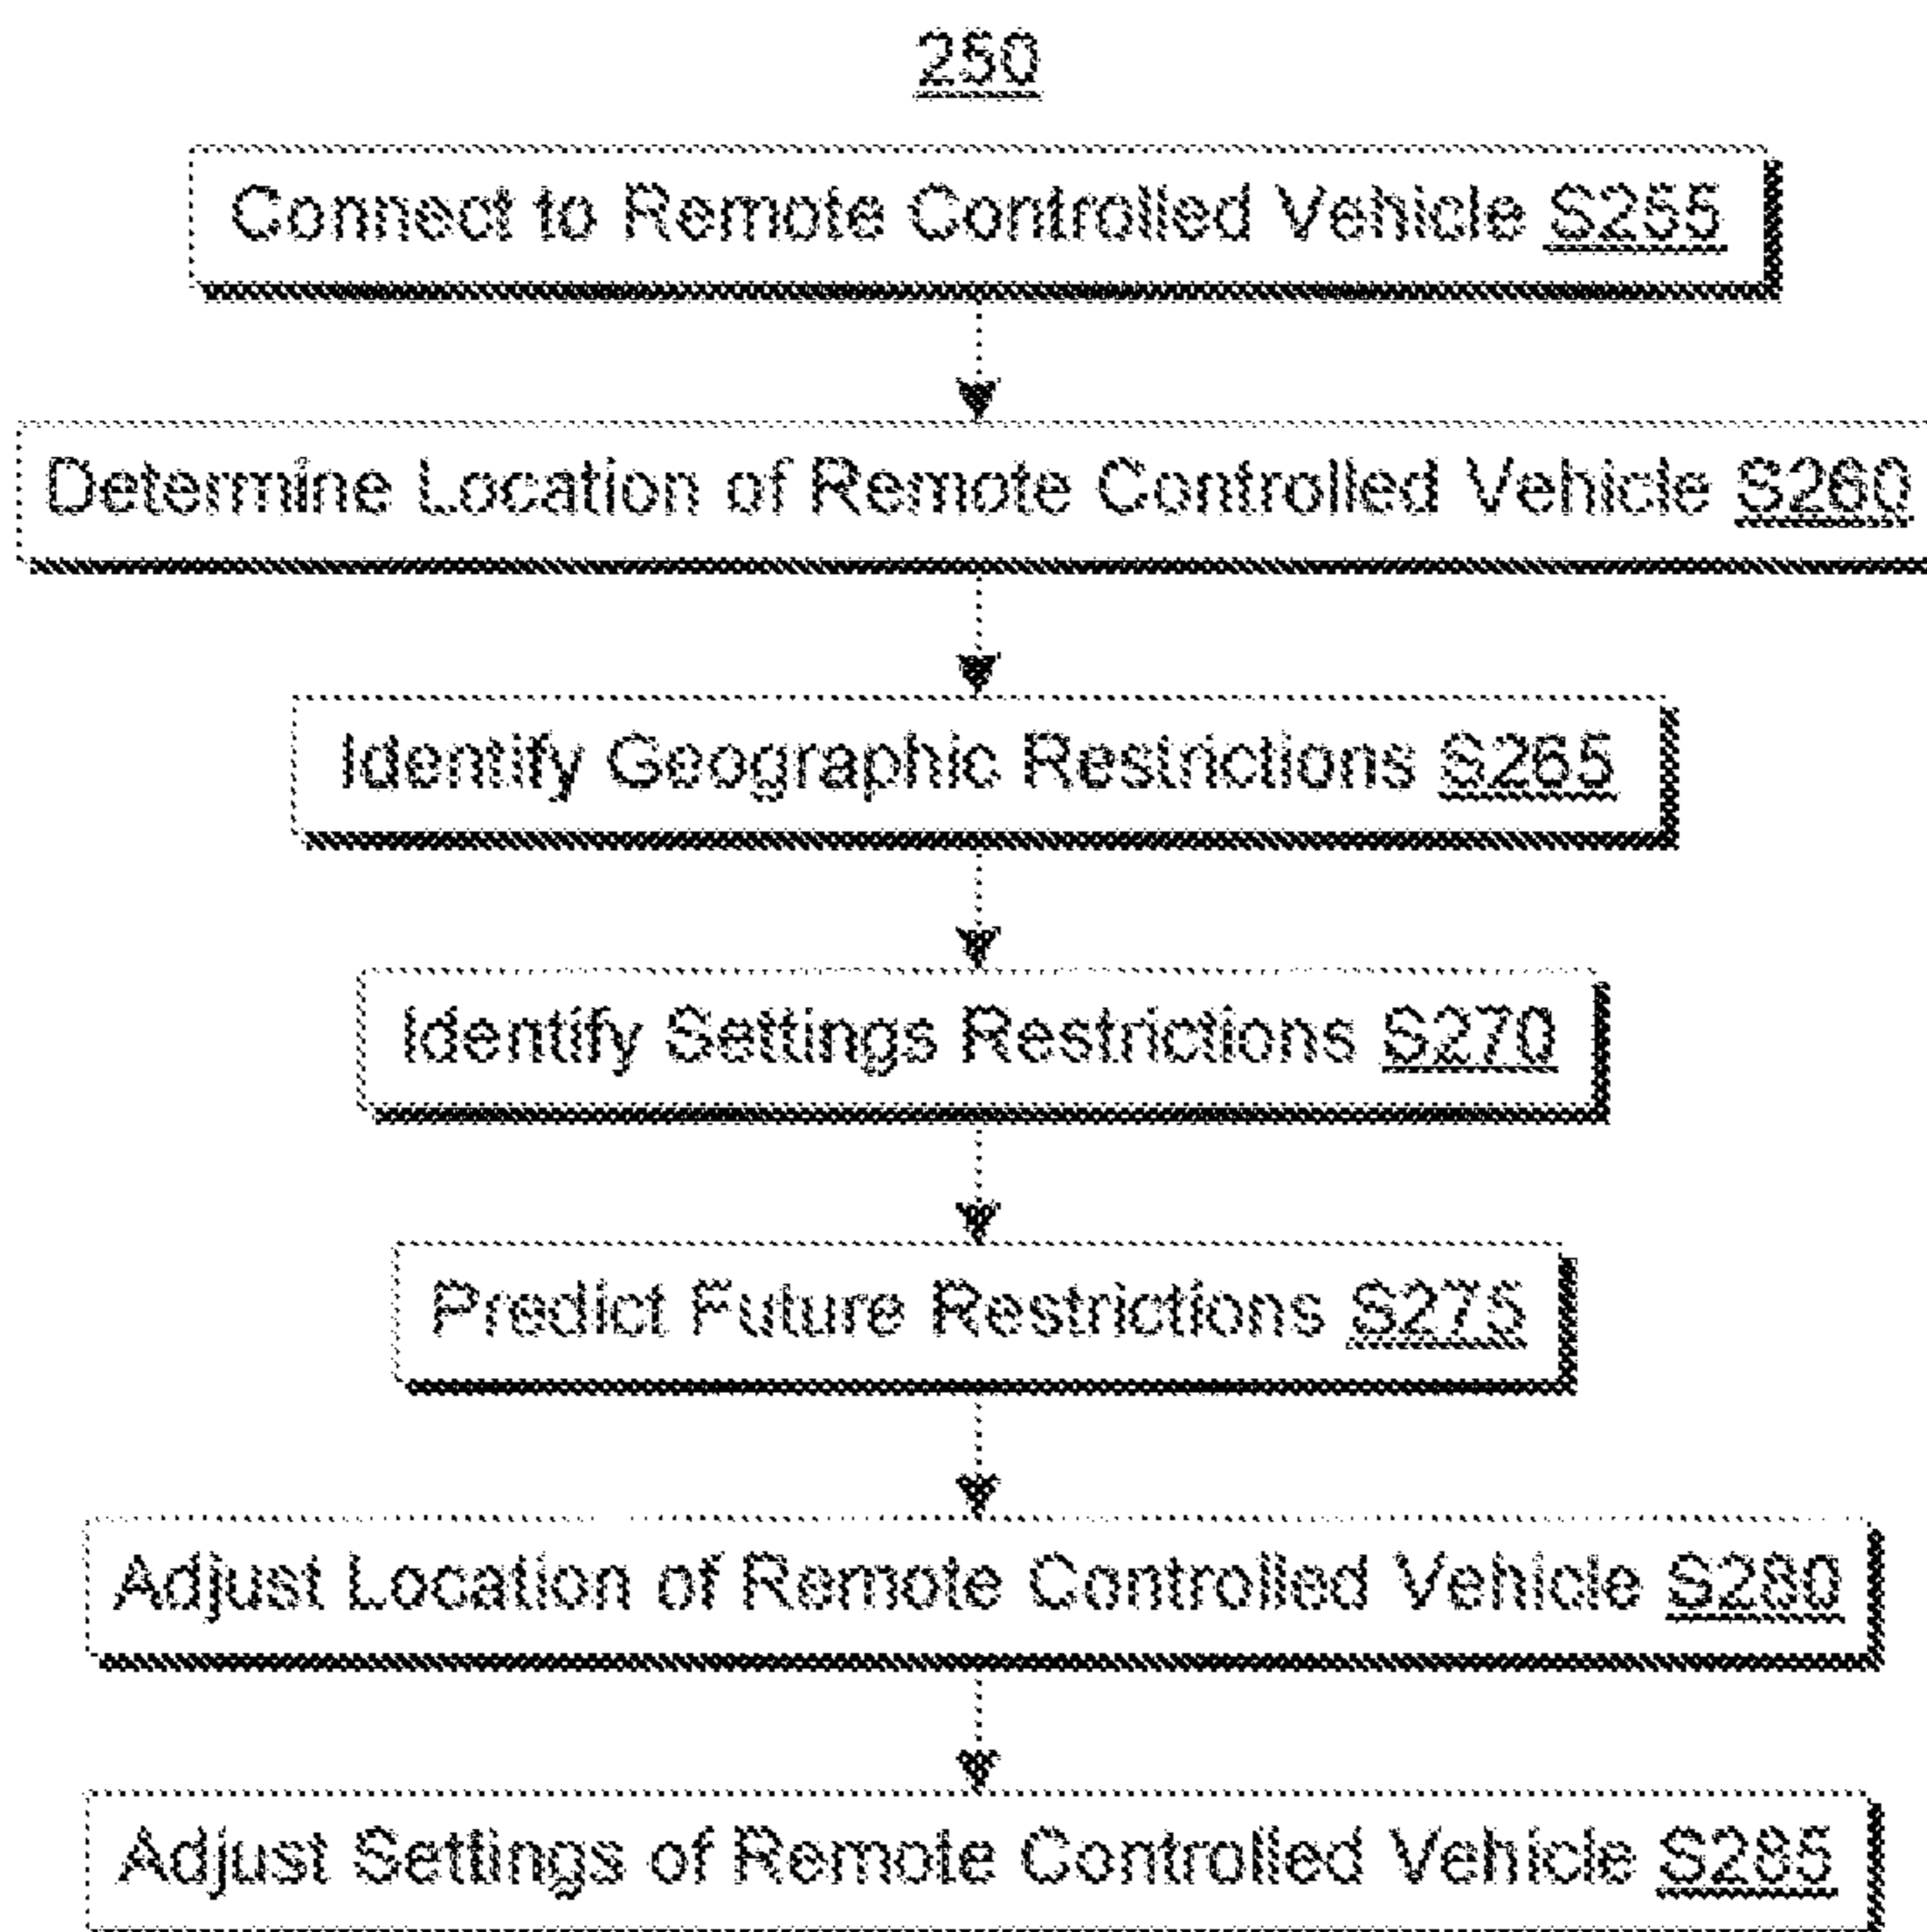 250
Connect to Remote Controlled Vehicle S255
Determine Location of Remote Controlled Vehicle S260
Identify Geographic Restrictions S265
Identify Settings Restrictions S270
Predict Future Restrictions S275
Adjust Location of Remote Controlled Vehicle S280
Adjust Settings of Remote Controlled Vehicle S285